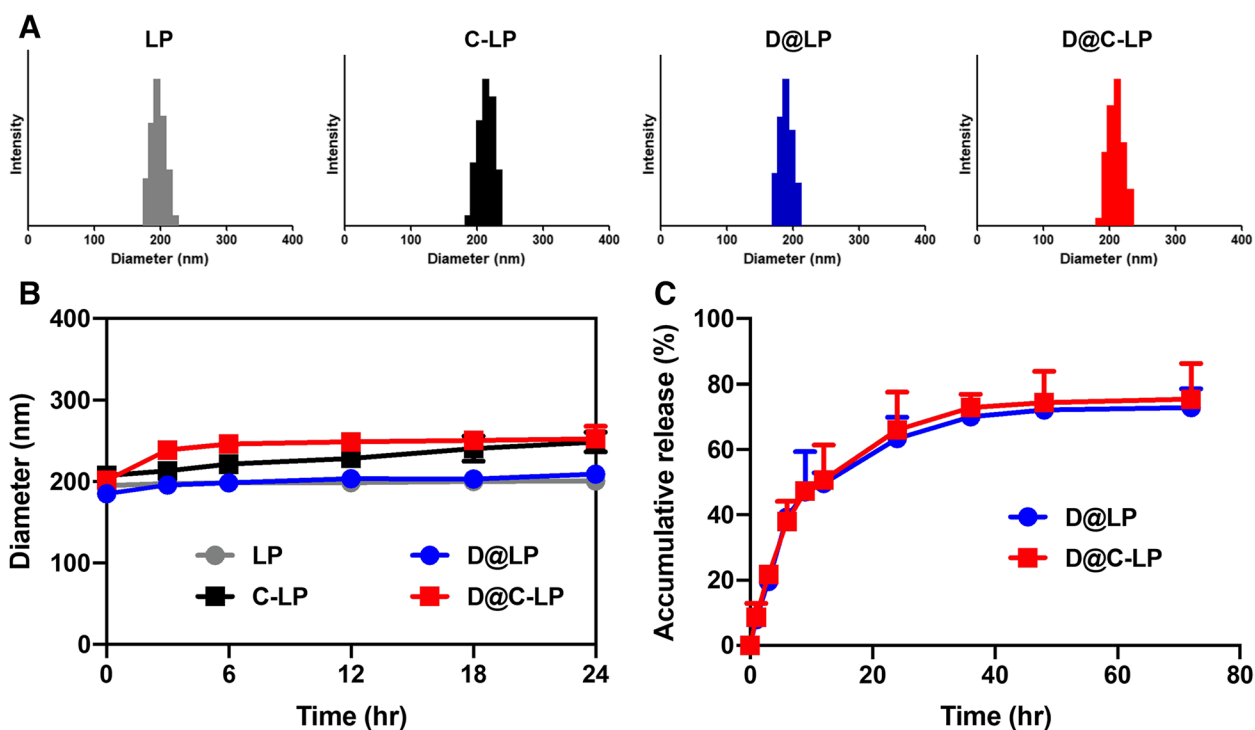 A
LP
C-LP
D@LP
D@C-LP
Intensity
Intensity
Intensity
Intensity
0 100 200 300 400
0 100 200 300 400
0 100 200 300 400
0 100 200 300 400
Diameter (nm)
Diameter (nm)
Diameter (nm)
Diameter (nm)
B
Diameter (nm)
400
300
200
100
0
LP
D@LP
C-LP
D@C-LP
0 6 12 18 24
Time (hr)
C
Accumulative release (%)
100
80
60
40
20
0
D@LP
D@C-LP
0 20 40 60 80
Time (hr)